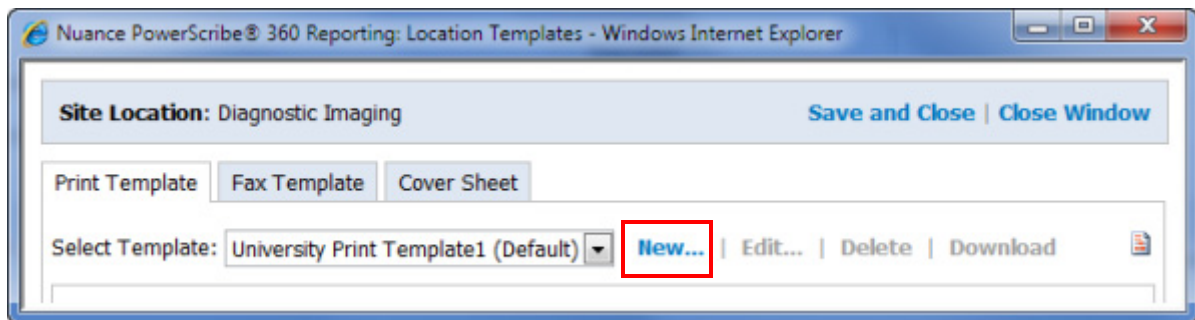 Nuance PowerScribe® 360 Reporting: Location Templates - Windows Internet Explorer
Site Location: Diagnostic Imaging Save and Close | Close Window
Print Template Fax Template Cover Sheet
Select Template: University Print Template1 (Default) New... | Edit... | Delete | Download